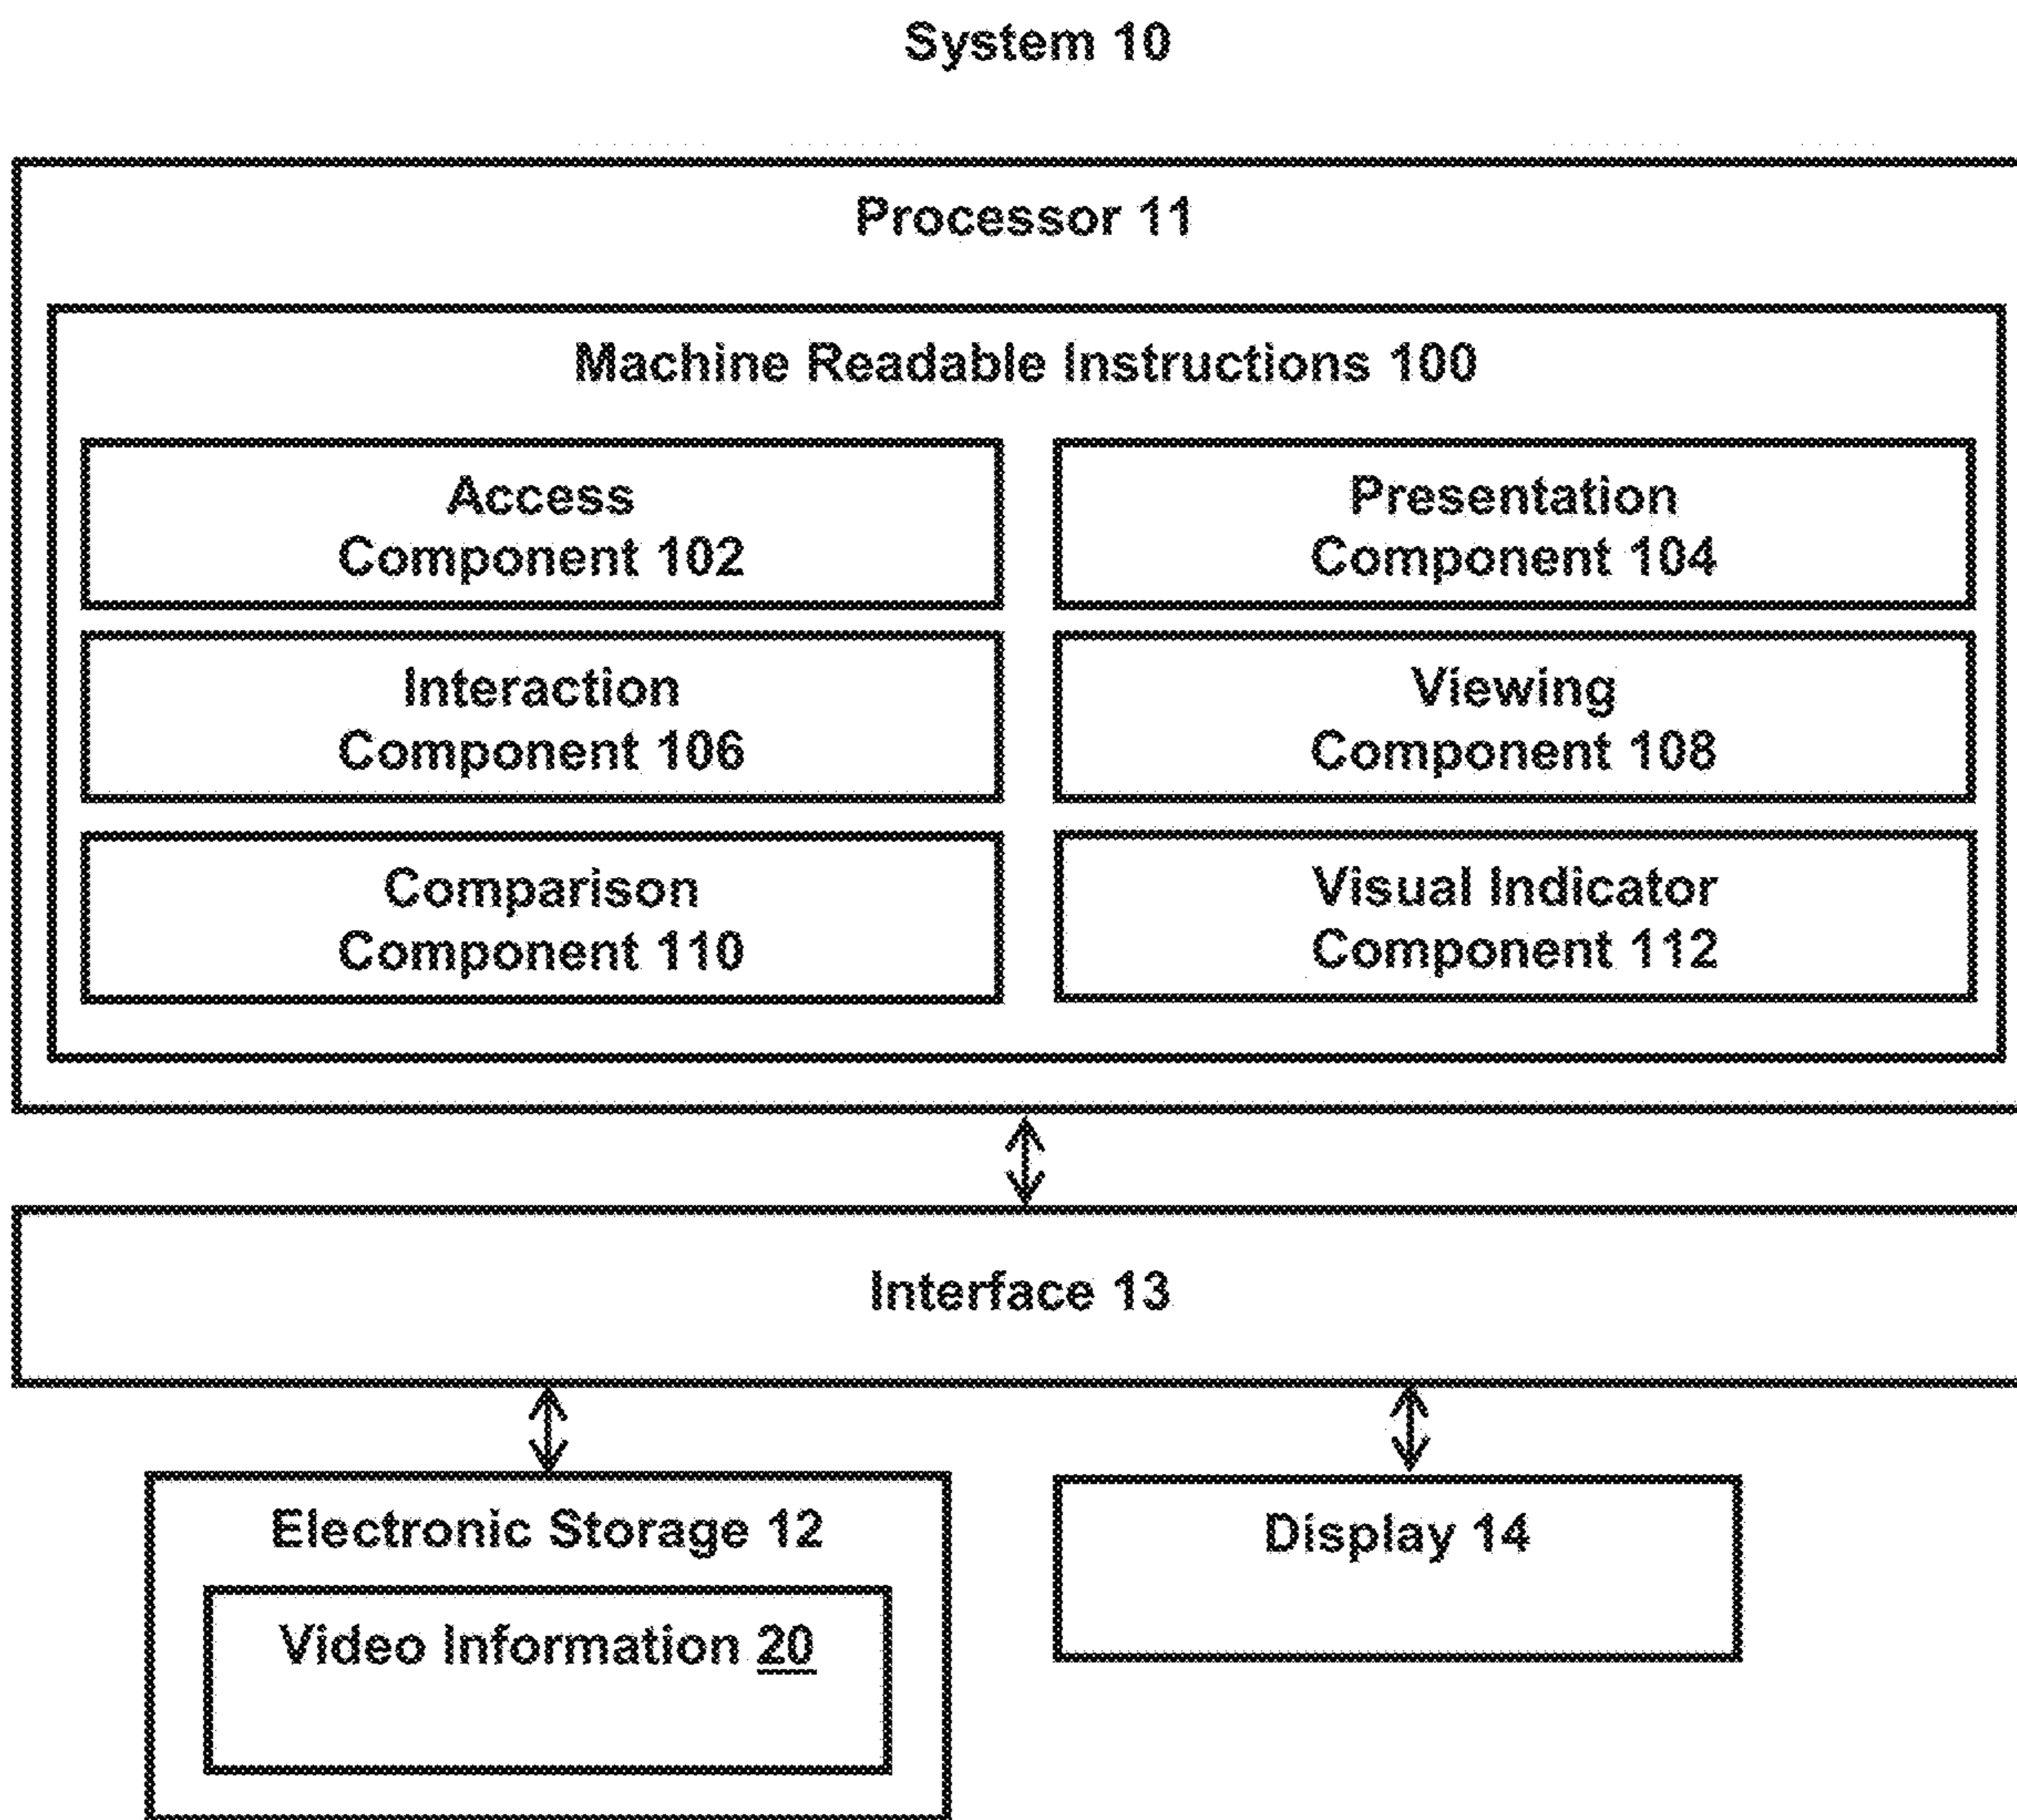 System 10
Processor 11
Machine Readable Instructions 100
Access
Component 102
Presentation
Component 104
Interaction
Component 106
Viewing
Component 108
Comparison
Component 110
Visual Indicator
Component 112
Interface 13
Electronic Storage 12
Video Information 20
Display 14